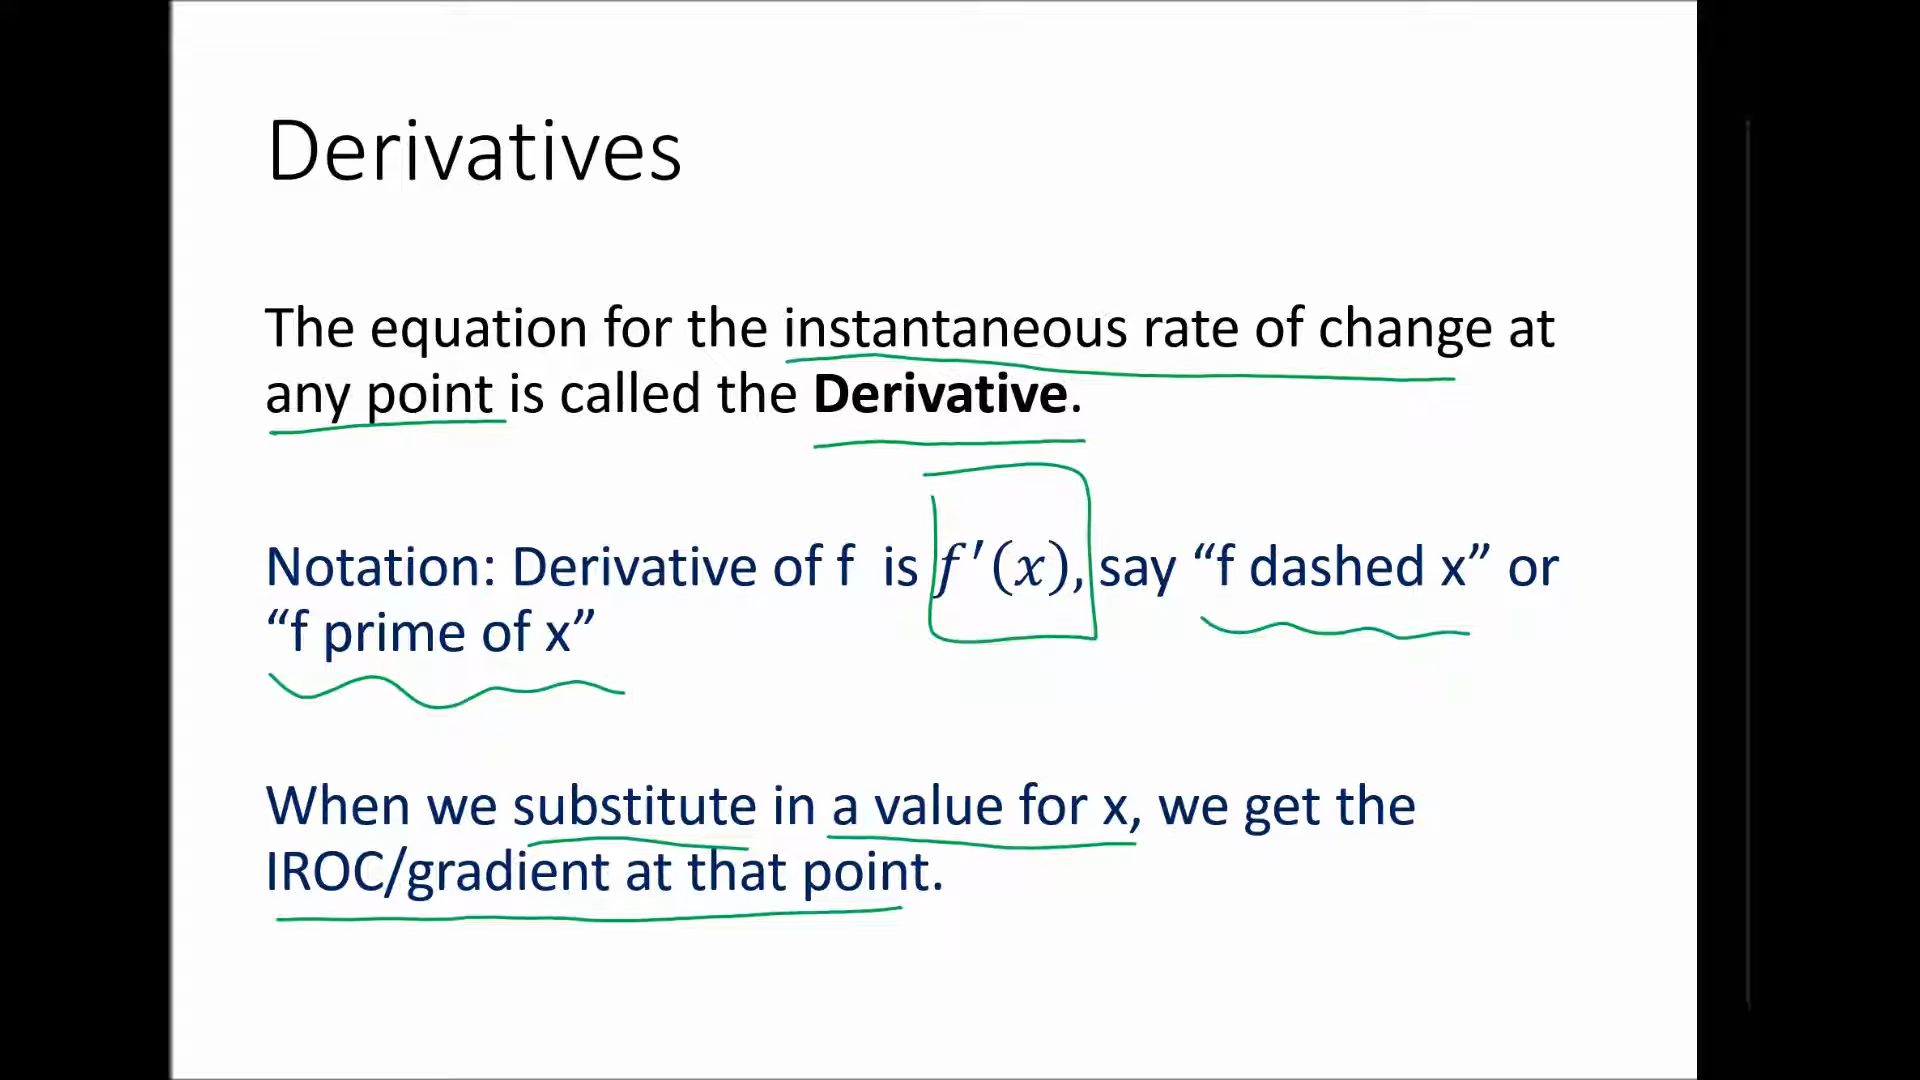 Derivatives
The equation for the instantaneous rate of change at
any point is called the Derivative.
Notation: Derivative of f is f′(x), say “f dashed x” or
“f prime of x”
When we substitute in a value for x, we get the
IROC/gradient at that point.